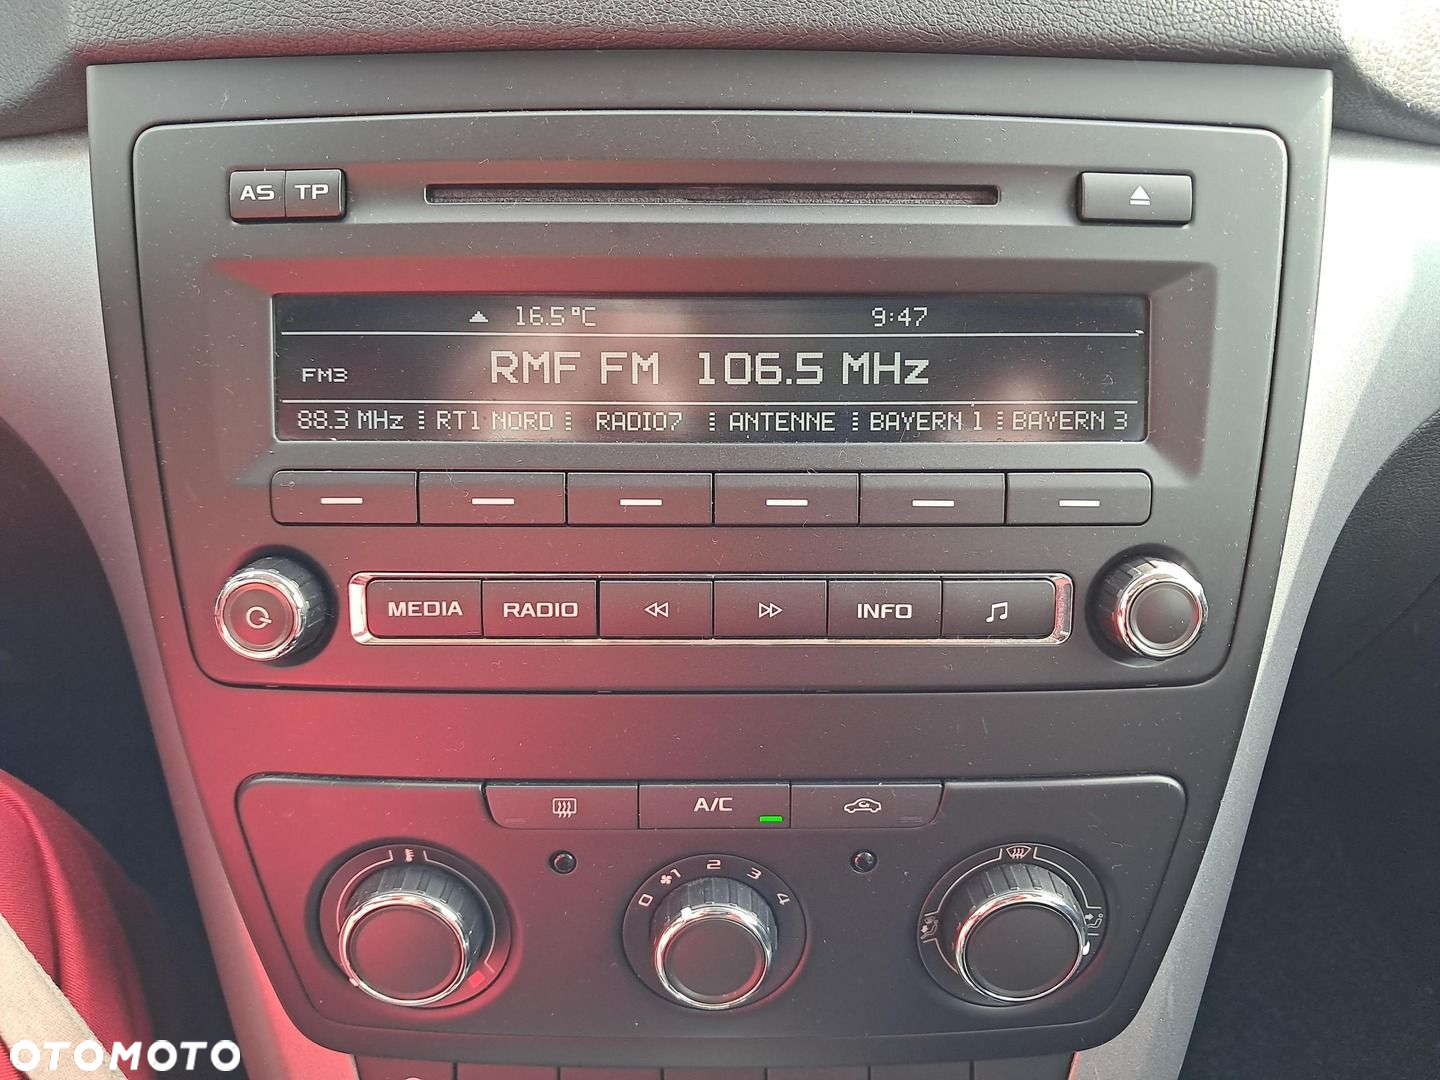 AS TP
16.5°C 9:47
FM3 RMF FM 106.5 MHz
88.3 MHz RT1 NORD RADIO7 ANTENNE BAYERN 1 BAYERN 3
MEDIA RADIO INFO
A/C
0 1 2 3 4
OTOMOTO